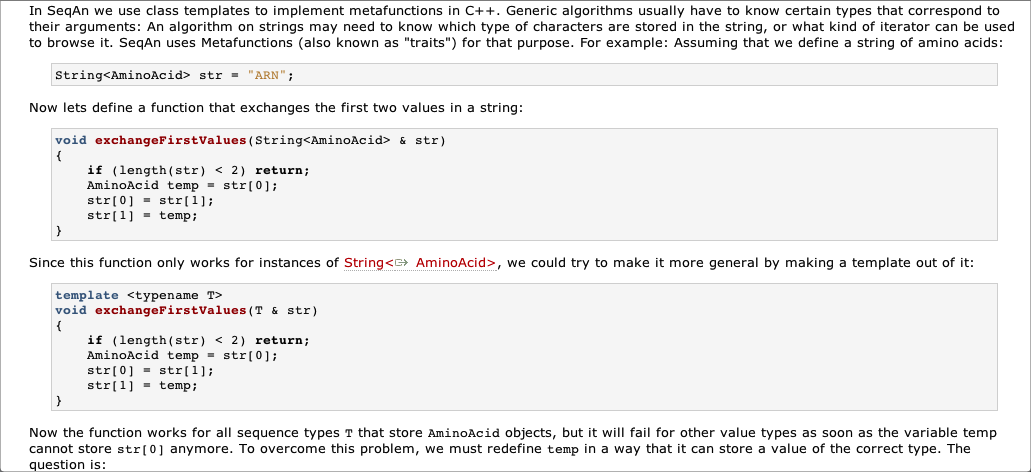 In SeqAn we use class templates to implement metafunctions in C++. Generic algorithms usually have to know certain types that correspond to
their arguments: An algorithm on strings may need to know which type of characters are stored in the string, or what kind of iterator can be used
to browse it. SeqAn uses Metafunctions (also known as "traits") for that purpose. For example: Assuming that we define a string of amino acids:
String<AminoAcid> str = "ARN";
Now lets define a function that exchanges the first two values in a string:
void exchangeFirstValues(String<AminoAcid> & str)
{
    if (length(str) < 2) return;
    AminoAcid temp = str[0];
    str[0] = str[1];
    str[1] = temp;
}
Since this function only works for instances of String< AminoAcid>, we could try to make it more general by making a template out of it:
template <typename T>
void exchangeFirstValues(T & str)
{
    if (length(str) < 2) return;
    AminoAcid temp = str[0];
    str[0] = str[1];
    str[1] = temp;
}
Now the function works for all sequence types T that store AminoAcid objects, but it will fail for other value types as soon as the variable temp
cannot store str[0] anymore. To overcome this problem, we must redefine temp in a way that it can store a value of the correct type. The
question is: